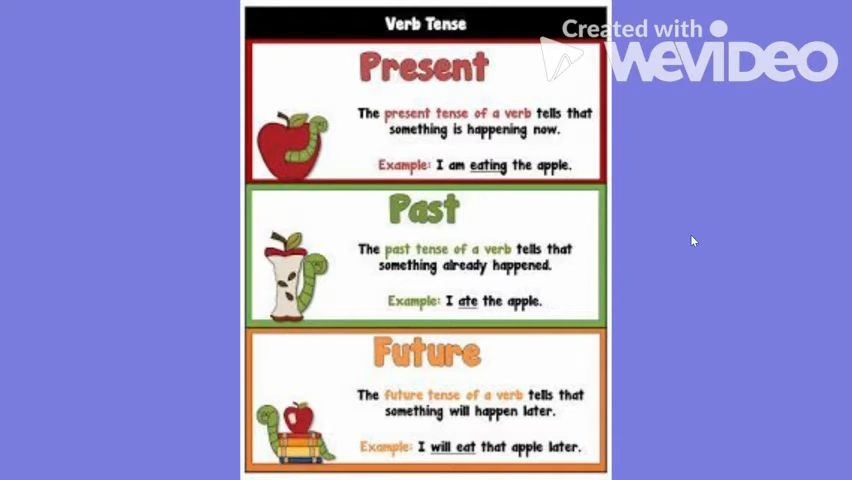 Verb Tense
Created with
WEVIDEO
Present
The present tense of a verb tells that
something is happening now.
Example: I am eating the apple.
Past
The past tense of a verb tells that
something already happened.
Example: I ate the apple.
Future
The future tense of a verb tells that
something will happen later.
Example: I will eat that apple later.